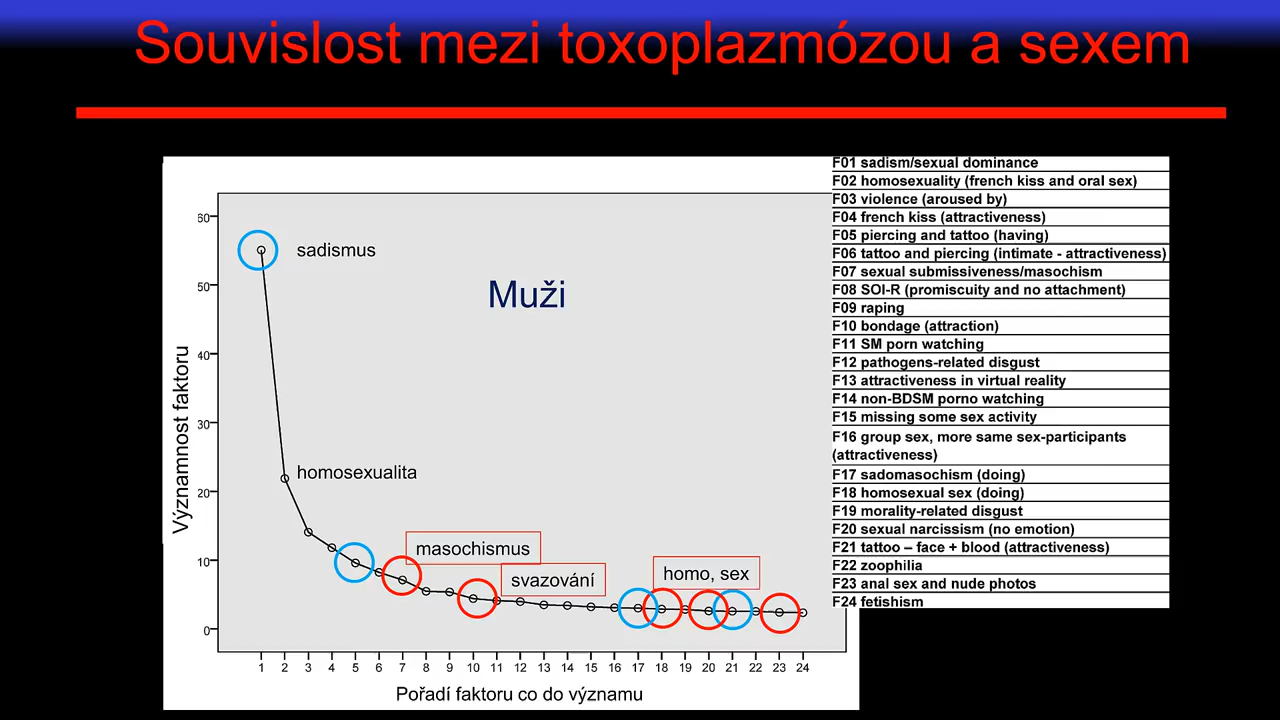 Souvislost mezi toxoplazmózou a sexem
F01 sadism/sexual dominance
F02 homosexuality (french kiss and oral sex)
F03 violence (aroused by)
F04 french kiss (attractiveness)
F05 piercing and tattoo (having)
F06 tattoo and piercing (intimate - attractiveness)
F07 sexual submissiveness/masochism
F08 SOI-R (promiscuity and no attachment)
F09 raping
F10 bondage (attraction)
F11 SM porn watching
F12 pathogens-related disgust
F13 attractiveness in virtual reality
F14 non-BDSM porno watching
F15 missing some sex activity
F16 group sex, more same sex-participants
(attractiveness)
F17 sadomasochism (doing)
F18 homosexual sex (doing)
F19 morality-related disgust
F20 sexual narcissism (no emotion)
F21 tattoo – face + blood (attractiveness)
F22 zoophilia
F23 anal sex and nude photos
F24 fetishism
Významnost faktoru
60
50
40
30
20
10
0
sadismus
Muži
homosexualita
masochismus
svazování
homo, sex
1 2 3 4 5 6 7 8 9 10 11 12 13 14 15 16 17 18 19 20 21 22 23 24
Pořadí faktoru co do významu